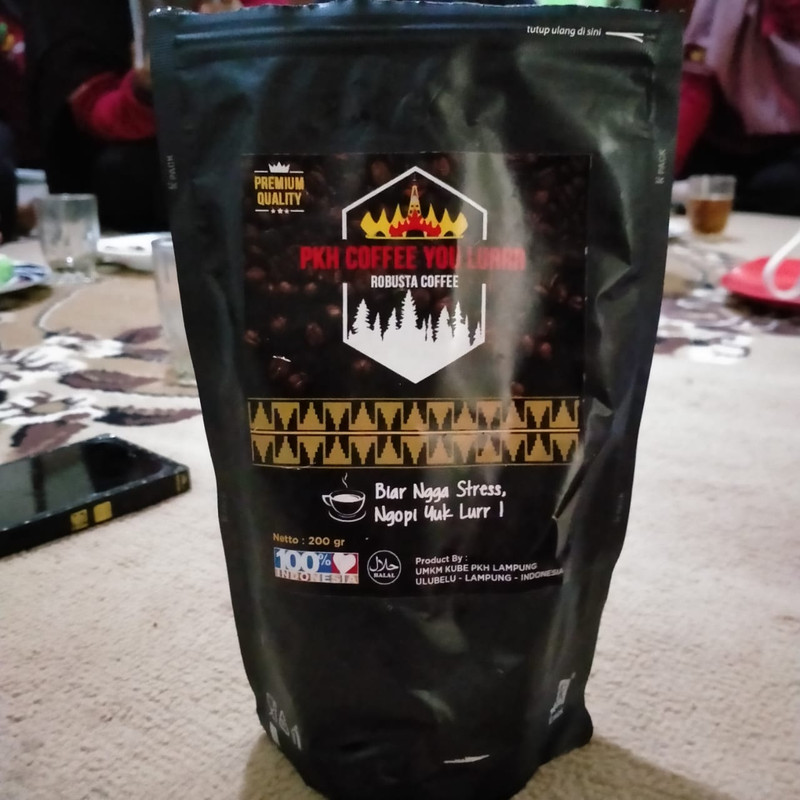 tutup ulang di sini
PREMIUM
QUALITY
PKH COFFEE YOU
ROBUSTA COFFEE
Biar Ngga Stress,
Ngopi Yuk Lurr !
Netto : 200 gr
100%
INDONESIA
حلال
HALAL
Product By :
UMKM KUBE PKH LAMPUNG
ULUBELU - LAMPUNG - INDONESIA